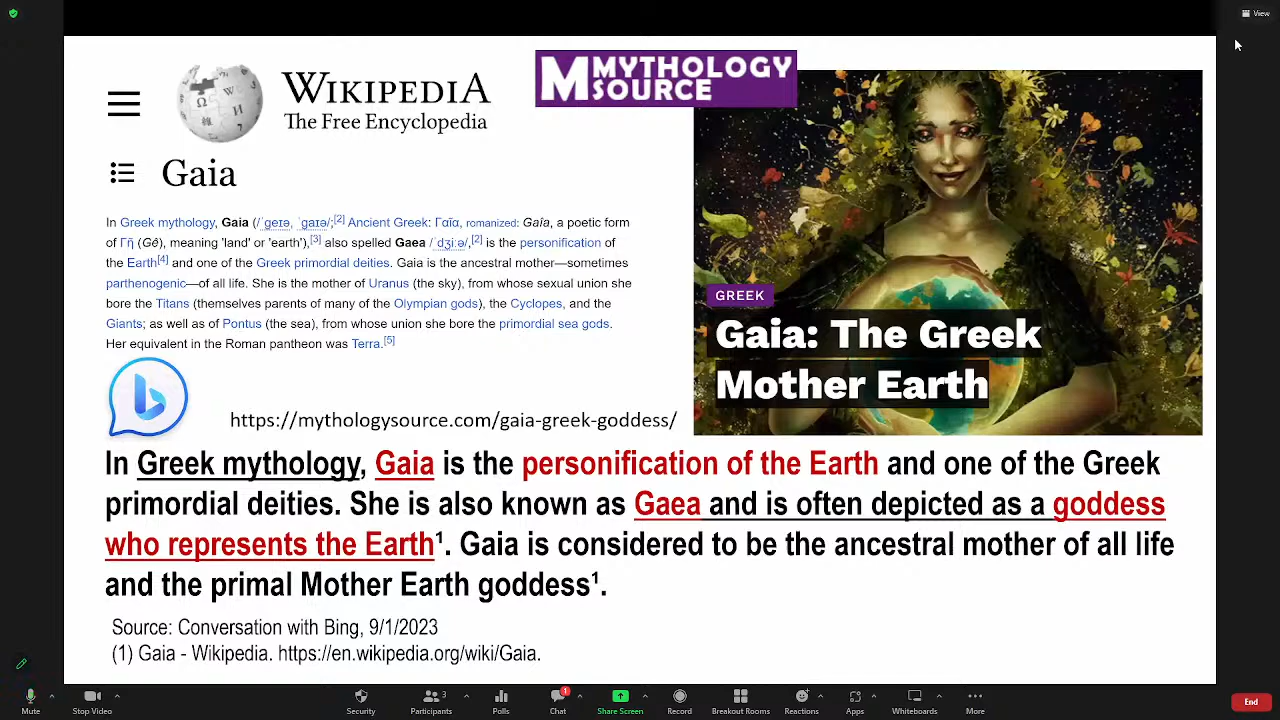 View
WIKIPEDIA
The Free Encyclopedia
Gaia
In Greek mythology, Gaia (/ˈɡeɪə, ˈɡaɪə/;[2] Ancient Greek: Γαῖα, romanized: Gaîa, a poetic form
of Γῆ (Gê), meaning 'land' or 'earth'),[3] also spelled Gaea /ˈdʒiːə/,[2] is the personification of
the Earth[4] and one of the Greek primordial deities. Gaia is the ancestral mother—sometimes
parthenogenic—of all life. She is the mother of Uranus (the sky), from whose sexual union she
bore the Titans (themselves parents of many of the Olympian gods), the Cyclopes, and the
Giants; as well as of Pontus (the sea), from whose union she bore the primordial sea gods.
Her equivalent in the Roman pantheon was Terra.[5]
M MYTHOLOGY
SOURCE
GREEK
Gaia: The Greek
Mother Earth
https://mythologysource.com/gaia-greek-goddess/
In Greek mythology, Gaia is the personification of the Earth and one of the Greek
primordial deities. She is also known as Gaea and is often depicted as a goddess
who represents the Earth¹. Gaia is considered to be the ancestral mother of all life
and the primal Mother Earth goddess¹.
Source: Conversation with Bing, 9/1/2023
(1) Gaia - Wikipedia. https://en.wikipedia.org/wiki/Gaia.
Mute
Stop Video
Security
Participants
3
Polls
Chat
1
Share Screen
Record
Breakout Rooms
Reactions
Apps
Whiteboards
More
End